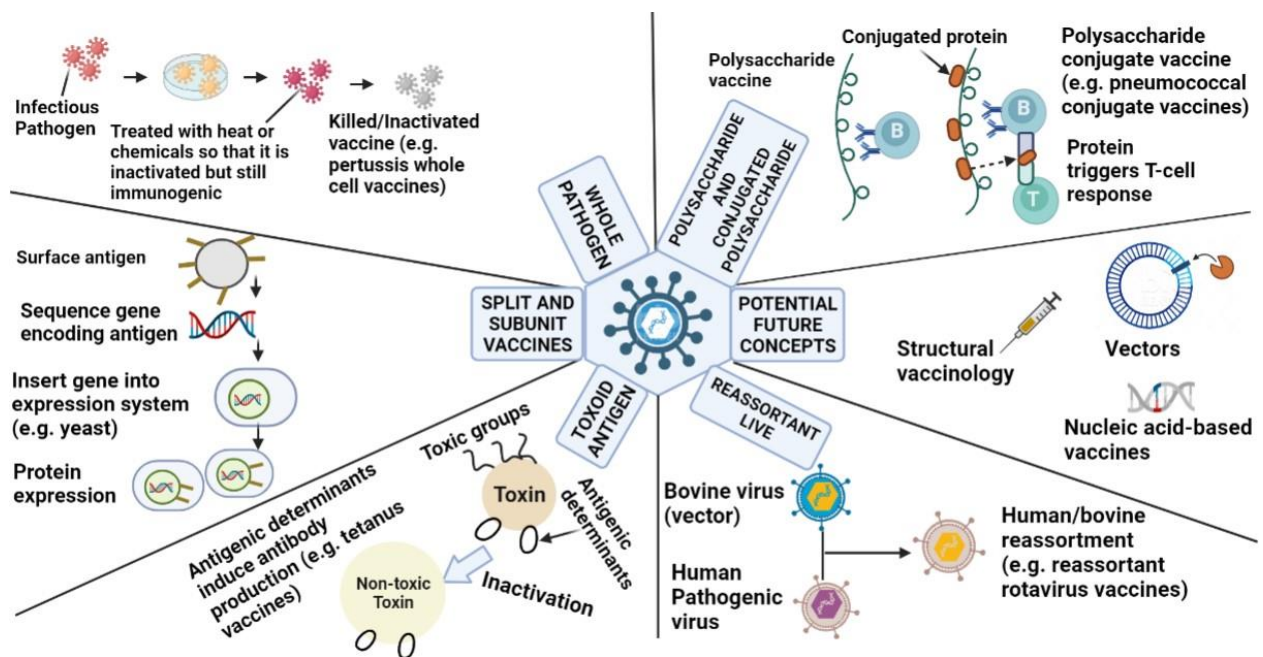 Infectious
Pathogen
Treated with heat or
chemicals so that it is
inactivated but still
immunogenic
Killed/Inactivated
vaccine (e.g.
pertussis whole
cell vaccines)
WHOLE
PATHOGEN
Polysaccharide
vaccine
Conjugated protein
B
B
T
Polysaccharide
conjugate vaccine
(e.g. pneumococcal
conjugate vaccines)
Protein
triggers T-cell
response
POLYSACCHARIDE
AND
CONJUGATED
POLYSACCHARIDE
Surface antigen
Sequence gene
encoding antigen
Insert gene into
expression system
(e.g. yeast)
Protein
expression
SPLIT AND
SUBUNIT
VACCINES
POTENTIAL
FUTURE
CONCEPTS
Structural
vaccinology
Vectors
Nucleic acid-based
vaccines
TOXOID
ANTIGEN
Toxic groups
Toxin
Antigenic
determinants
Inactivation
Non-toxic
Toxin
Antigenic determinants
induce antibody
production (e.g. tetanus
vaccines)
REASSORTANT
LIVE
Bovine virus
(vector)
Human
Pathogenic
virus
Human/bovine
reassortment
(e.g. reassortant
rotavirus vaccines)